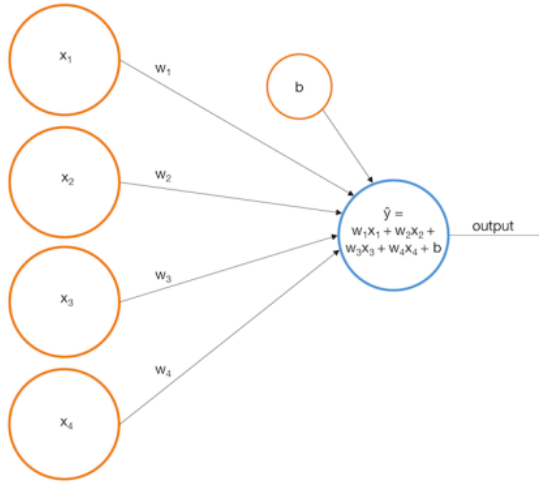 x₁
w₁
b
x₂
w₂
ŷ =
w₁x₁ + w₂x₂ +
w₃x₃ + w₄x₄ + b
output
x₃
w₃
x₄
w₄